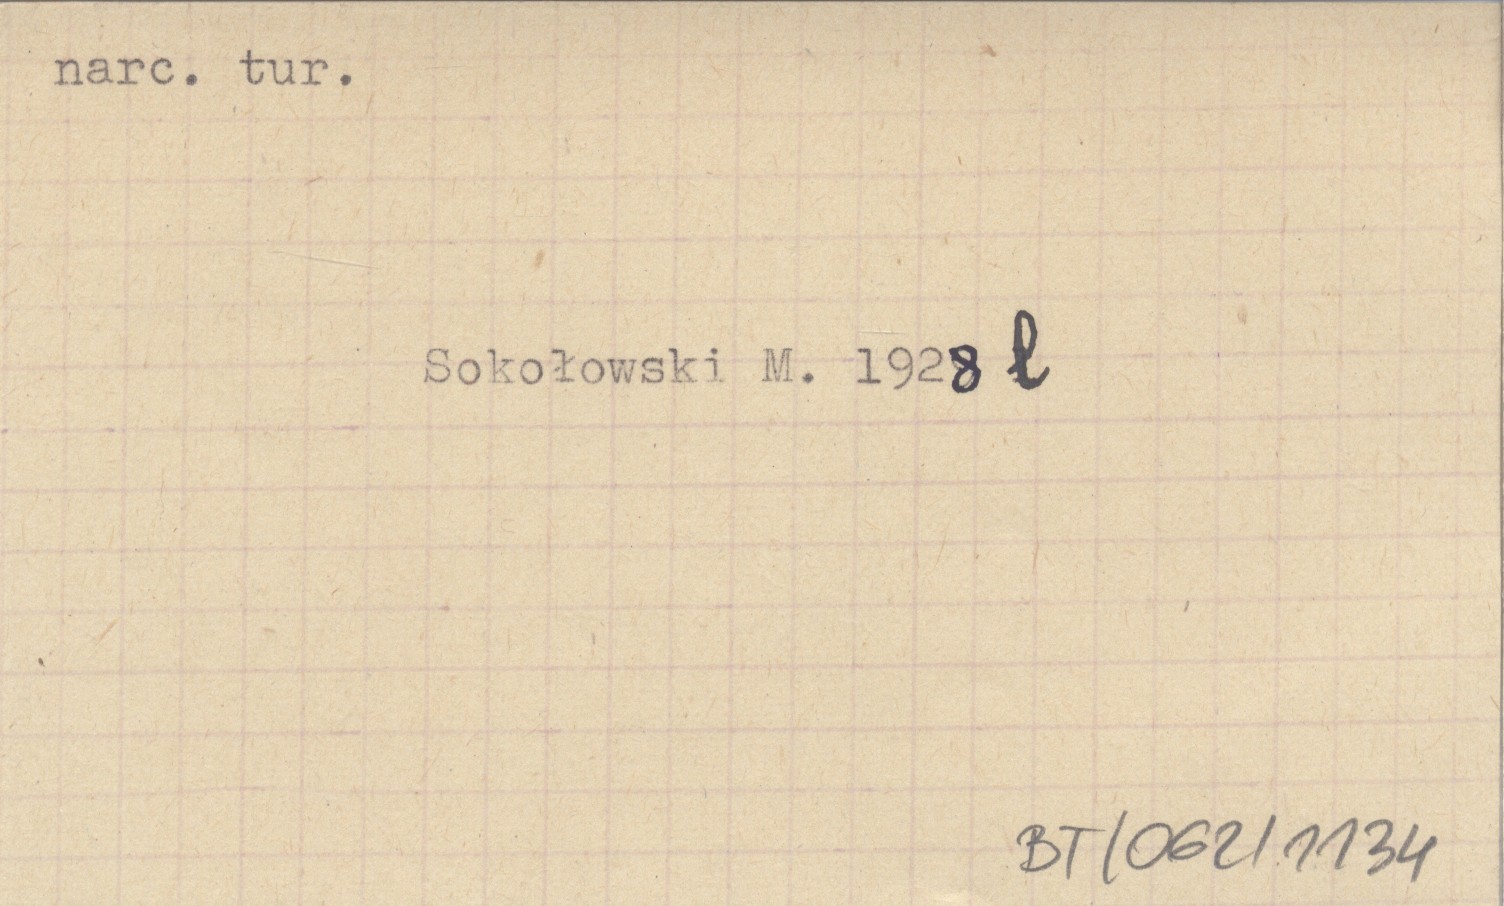 narc. tur.
Sokołowski M. 1928 ł
BT/062/1134